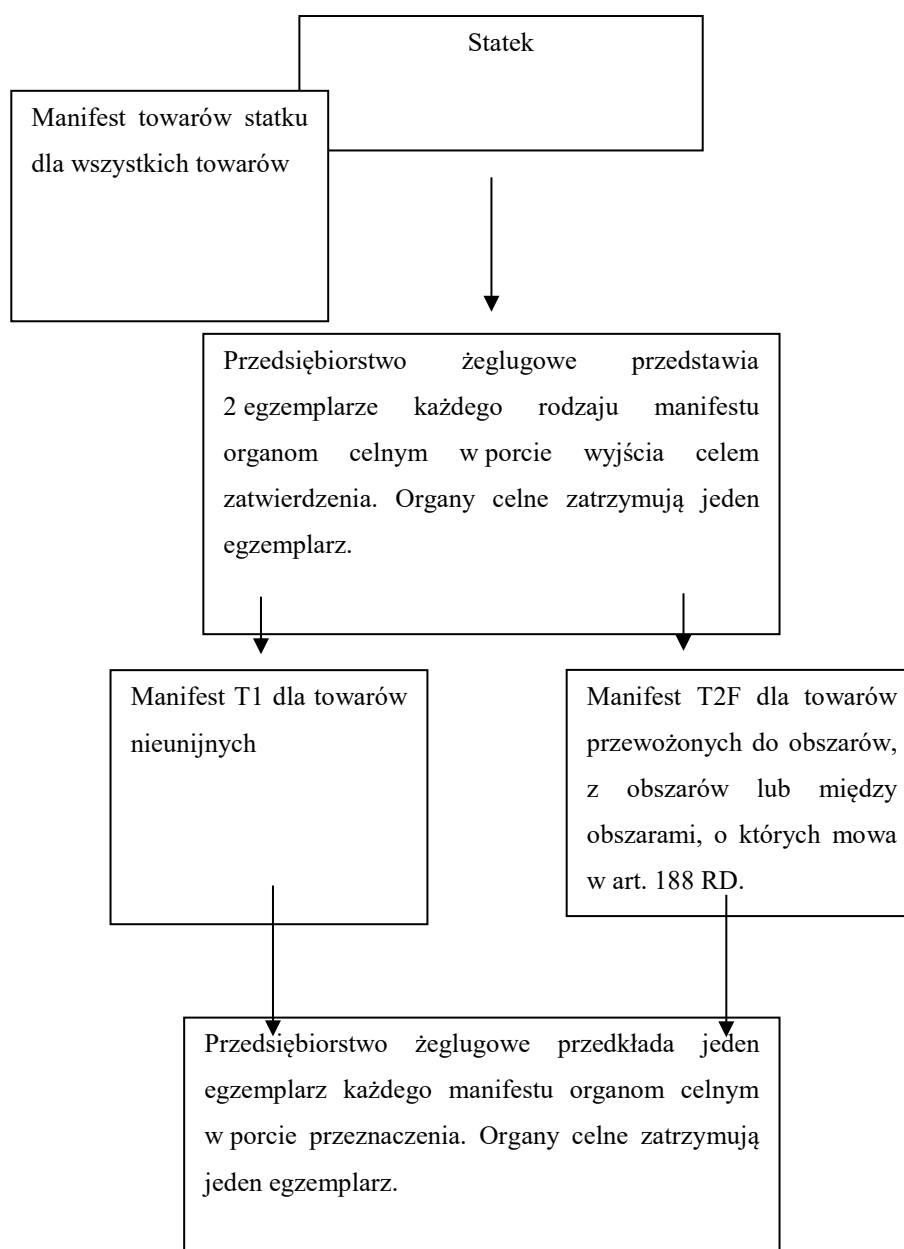 Statek
Manifest towarów statku
dla wszystkich towarów
Przedsiębiorstwo żeglugowe przedstawia
2 egzemplarze każdego rodzaju manifestu
organom celnym w porcie wyjścia celem
zatwierdzenia. Organy celne zatrzymują jeden
egzemplarz.
Manifest T1 dla towarów
nieunijnych
Manifest T2F dla towarów
przewożonych do obszarów,
z obszarów lub między
obszarami, o których mowa
w art. 188 RD.
Przedsiębiorstwo żeglugowe przedkłada jeden
egzemplarz każdego manifestu organom celnym
w porcie przeznaczenia. Organy celne zatrzymują
jeden egzemplarz.